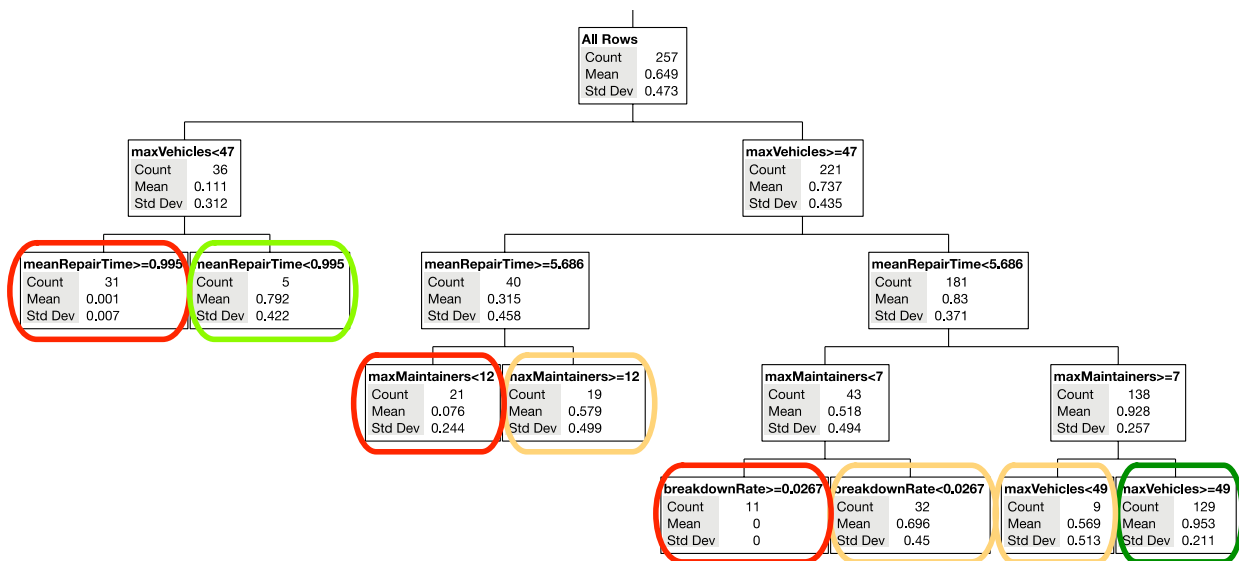 All Rows
Count 257
Mean 0.649
Std Dev 0.473
maxVehicles<47
Count 36
Mean 0.111
Std Dev 0.312
maxVehicles>=47
Count 221
Mean 0.737
Std Dev 0.435
meanRepairTime>=0.995
Count 31
Mean 0.001
Std Dev 0.007
meanRepairTime<0.995
Count 5
Mean 0.792
Std Dev 0.422
meanRepairTime>=5.686
Count 40
Mean 0.315
Std Dev 0.458
meanRepairTime<5.686
Count 181
Mean 0.83
Std Dev 0.371
maxMaintainers<12
Count 21
Mean 0.076
Std Dev 0.244
maxMaintainers>=12
Count 19
Mean 0.579
Std Dev 0.499
maxMaintainers<7
Count 43
Mean 0.518
Std Dev 0.494
maxMaintainers>=7
Count 138
Mean 0.928
Std Dev 0.257
breakdownRate>=0.0267
Count 11
Mean 0
Std Dev 0
breakdownRate<0.0267
Count 32
Mean 0.696
Std Dev 0.45
maxVehicles<49
Count 9
Mean 0.569
Std Dev 0.513
maxVehicles>=49
Count 129
Mean 0.953
Std Dev 0.211